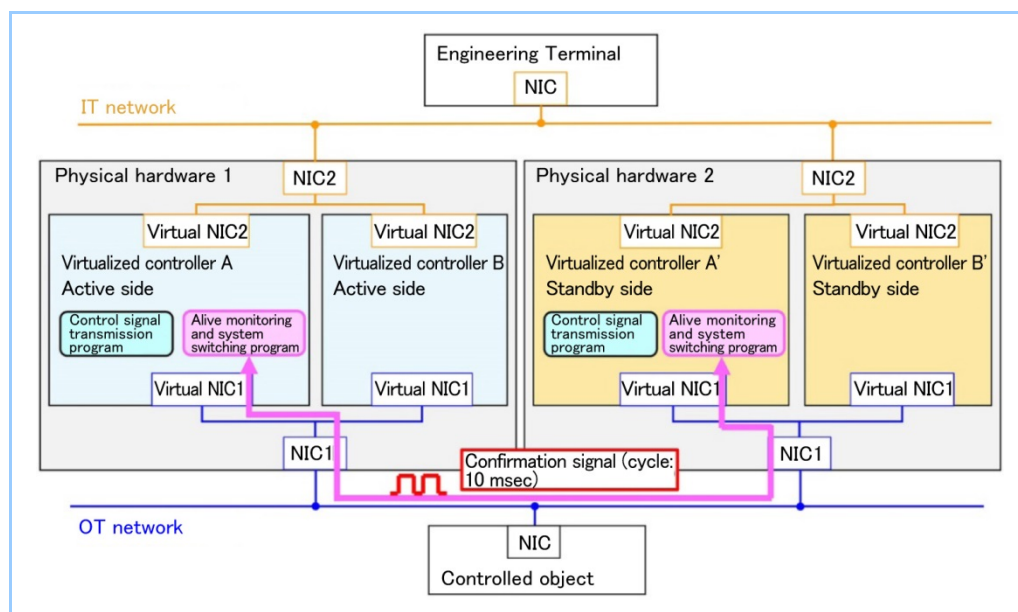 Engineering Terminal
NIC
IT network
Physical hardware 1
NIC2
Physical hardware 2
NIC2
Virtual NIC2
Virtual NIC2
Virtual NIC2
Virtual NIC2
Virtualized controller A
Active side
Virtualized controller B
Active side
Virtualized controller A'
Standby side
Virtualized controller B'
Standby side
Control signal
transmission
program
Alive monitoring
and system
switching program
Control signal
transmission
program
Alive monitoring
and system
switching program
Virtual NIC1
Virtual NIC1
Virtual NIC1
Virtual NIC1
NIC1
Confirmation signal (cycle:
10 msec)
NIC1
OT network
NIC
Controlled object